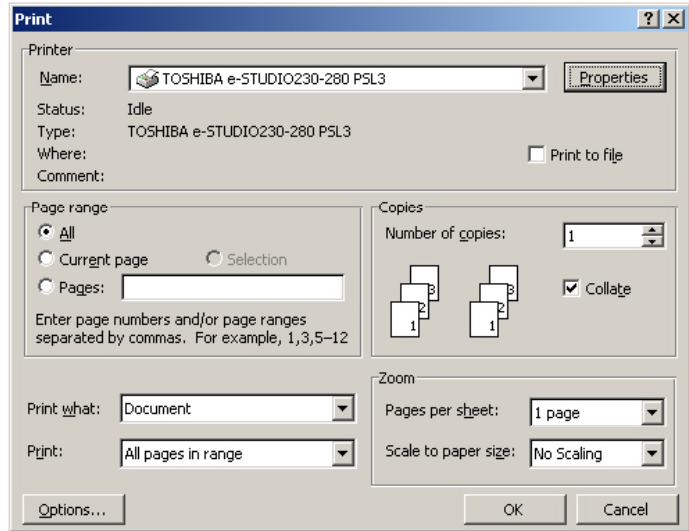 Print
Printer
Name: TOSHIBA e-STUDIO230-280 PSL3 Properties
Status: Idle
Type: TOSHIBA e-STUDIO230-280 PSL3
Where: Print to file
Comment:
Page range
All
Current page Selection
Pages:
Enter page numbers and/or page ranges
separated by commas. For example, 1,3,5–12
Copies
Number of copies: 1
3 3
2 2
1 1
Collate
Print what: Document
Print: All pages in range
Zoom
Pages per sheet: 1 page
Scale to paper size: No Scaling
Options... OK Cancel